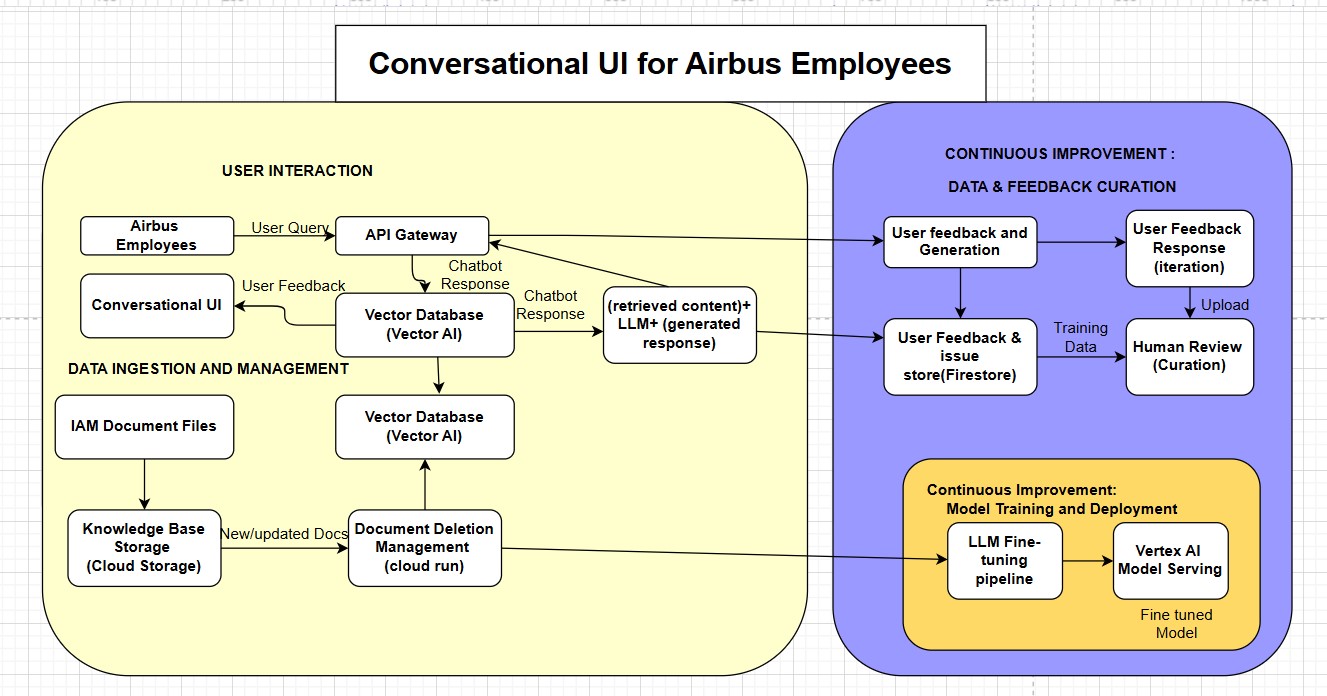 Conversational UI for Airbus Employees
USER INTERACTION
Airbus
Employees
User Query
API Gateway
Chatbot
Response
Conversational UI
User Feedback
Vector Database
(Vector AI)
Chatbot
Response
(retrieved content)+
LLM+ (generated
response)
DATA INGESTION AND MANAGEMENT
IAM Document Files
Vector Database
(Vector AI)
Knowledge Base
Storage
(Cloud Storage)
New/updated Docs
Document Deletion
Management
(cloud run)
CONTINUOUS IMPROVEMENT :
DATA & FEEDBACK CURATION
User feedback and
Generation
User Feedback
Response
(iteration)
Upload
User Feedback &
issue
store(Firestore)
Training
Data
Human Review
(Curation)
Continuous Improvement:
Model Training and Deployment
LLM Fine-
tuning
pipeline
Vertex AI
Model Serving
Fine tuned
Model